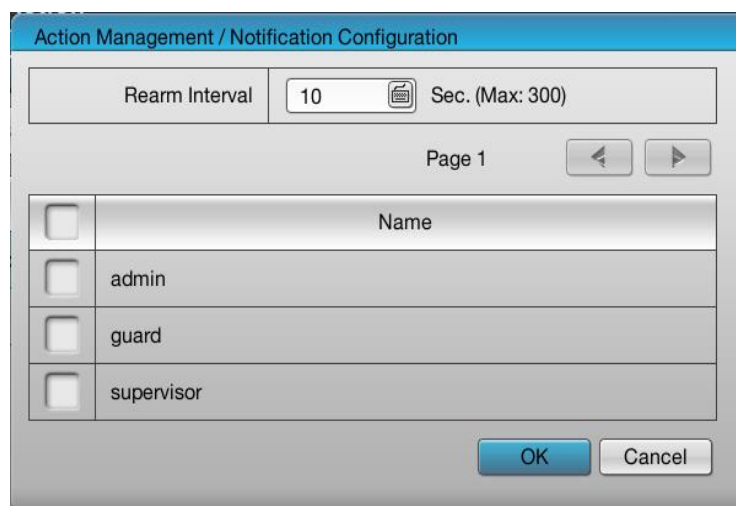 Action Management / Notification Configuration
Rearm Interval 10 Sec. (Max: 300)
Page 1
Name
admin
guard
supervisor
OK Cancel